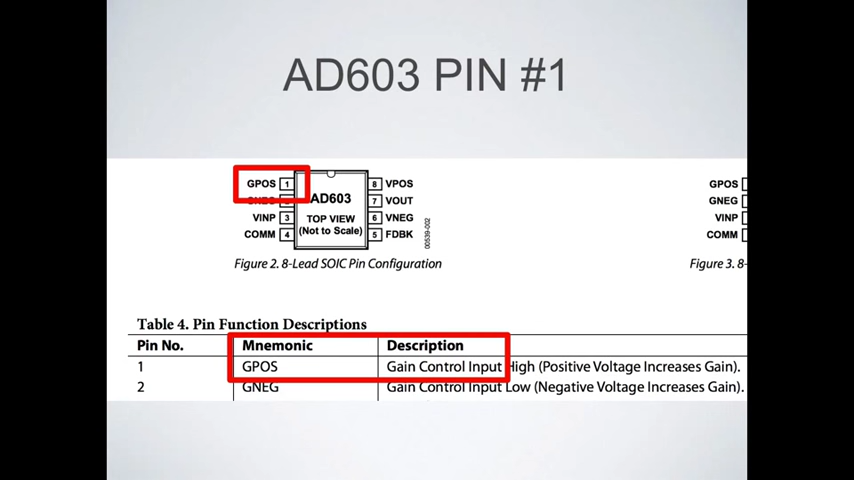 AD603 PIN #1
GPOS 1 8 VPOS
GNEG 2 AD603 7 VOUT
VINP 3 TOP VIEW 6 VNEG
COMM 4 (Not to Scale) 5 FDBK
00539-002
GPOS
GNEG
VINP
COMM
Figure 2. 8-Lead SOIC Pin Configuration
Figure 3. 8-
Table 4. Pin Function Descriptions
Pin No. Mnemonic Description
1 GPOS Gain Control Input High (Positive Voltage Increases Gain).
2 GNEG Gain Control Input Low (Negative Voltage Increases Gain).